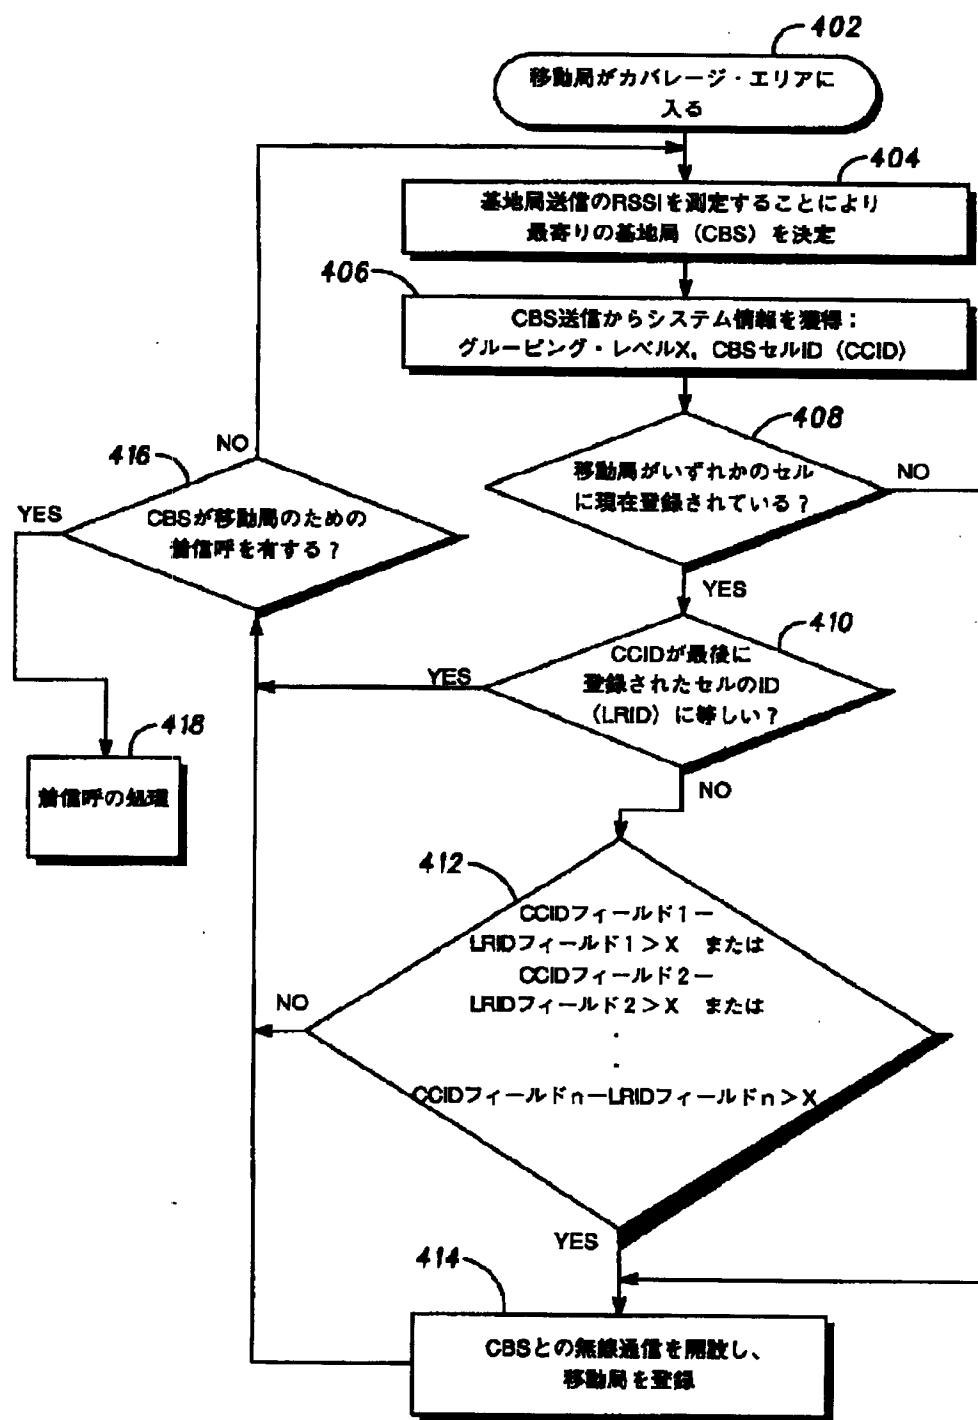 402
移動局がカバレージ・エリアに
入る
404
基地局送信のRSSIを測定することにより
最寄りの基地局（CBS）を決定
406
CBS送信からシステム情報を獲得：
グルーピング・レベルX，CBSセルID（CCID）
408
移動局がいずれかのセル
に現在登録されている？
NO
YES
416
NO
YES
CBSが移動局のための
着信呼を有する？
410
CCIDが最後に
登録されたセルのID
（LRID）に等しい？
YES
NO
418
着信呼の処理
412
CCIDフィールド1－
LRIDフィールド1＞X　または
CCIDフィールド2－
LRIDフィールド2＞X　または
・
・
CCIDフィールドn－LRIDフィールドn＞X
NO
YES
414
CBSとの無線通信を開設し、
移動局を登録